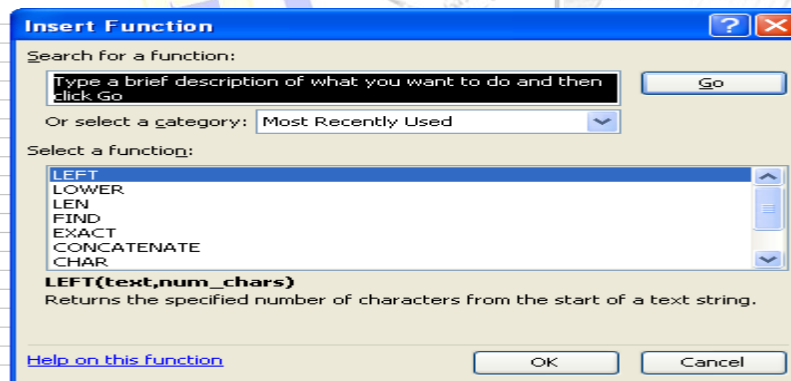 Insert Function
Search for a function:
Type a brief description of what you want to do and then
click Go
Go
Or select a category: Most Recently Used
Select a function:
LEFT
LOWER
LEN
FIND
EXACT
CONCATENATE
CHAR
LEFT(text,num_chars)
Returns the specified number of characters from the start of a text string.
Help on this function
OK
Cancel